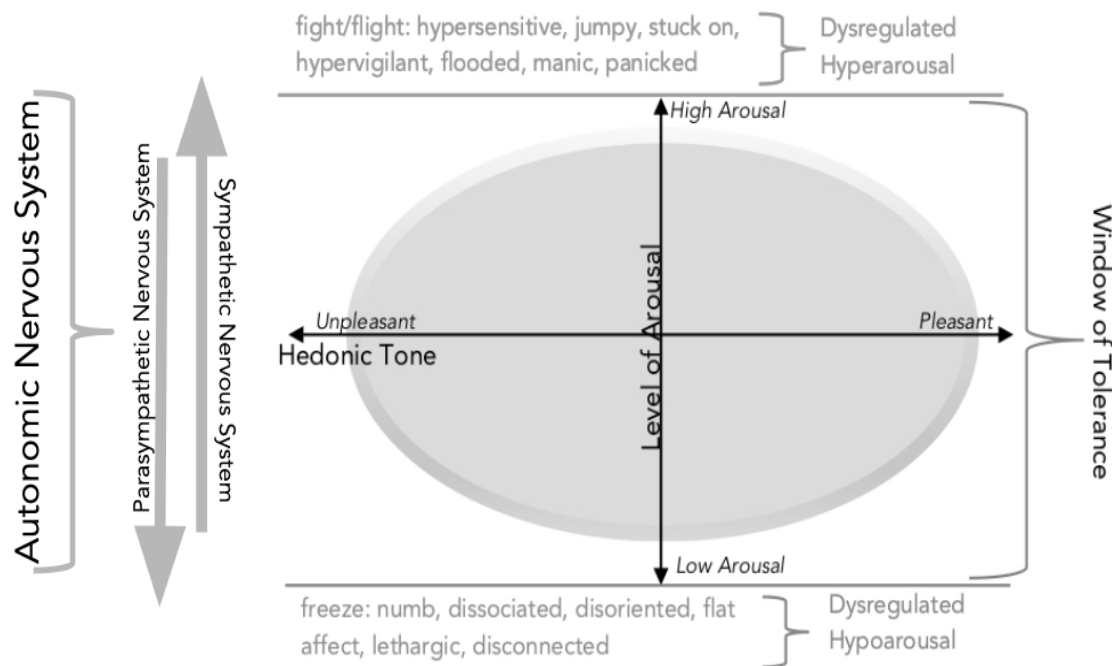 fight/flight: hypersensitive, jumpy, stuck on,
hypervigilant, flooded, manic, panicked
Dysregulated
Hyperarousal
Autonomic Nervous System
Parasympathetic Nervous System
Sympathetic Nervous System
High Arousal
Level of Arousal
Unpleasant
Pleasant
Hedonic Tone
Low Arousal
Window of Tolerance
freeze: numb, dissociated, disoriented, flat
affect, lethargic, disconnected
Dysregulated
Hypoarousal